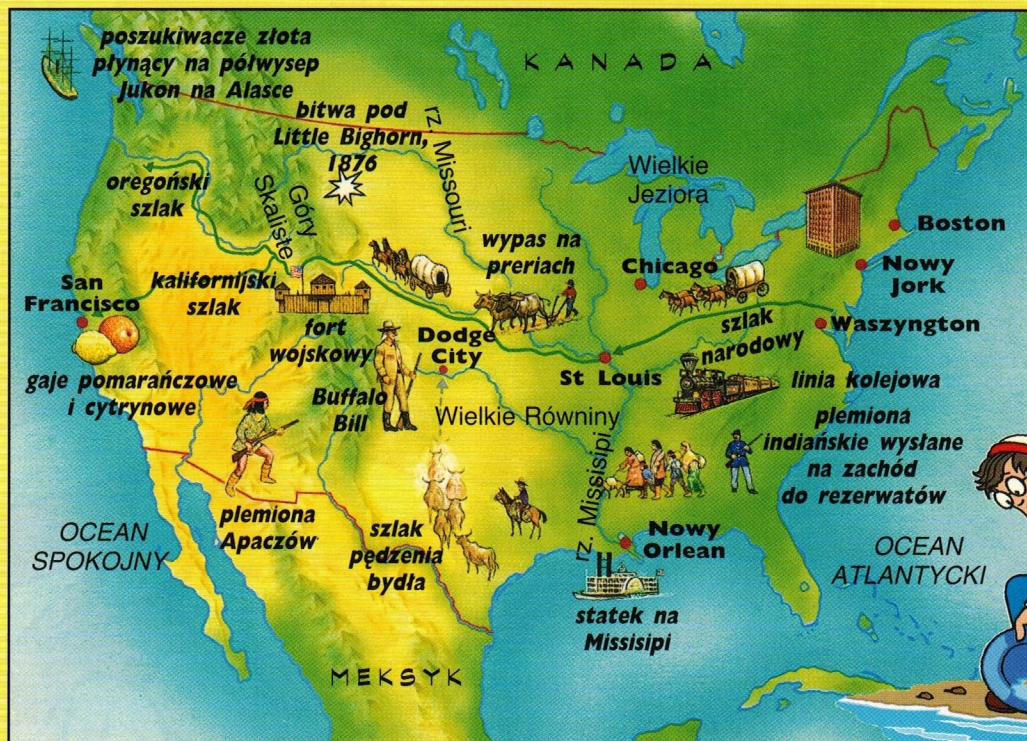 poszukiwacze złota
płynący na półwysep
Jukon na Alasce
KANADA
bitwa pod
Little Bighorn,
1876
rz. Missouri
Wielkie
Jeziora
oregoński
szlak
Góry
Skaliste
wypas na
preriach
Boston
Chicago
Nowy
Jork
San
Francisco
kalifornijski
szlak
fort
wojskowy
Dodge
City
szlak
narodowy
Waszyngton
St Louis
linia kolejowa
gaje pomarańczowe
i cytrynowe
Buffalo
Bill
Wielkie Równiny
plemiona
indiańskie wysłane
na zachód
do rezerwatów
rz. Missisipi
plemiona
Apaczów
szlak
pędzenia
bydła
Nowy
Orlean
OCEAN
SPOKOJNY
OCEAN
ATLANTYCKI
statek na
Missisipi
MEKSYK